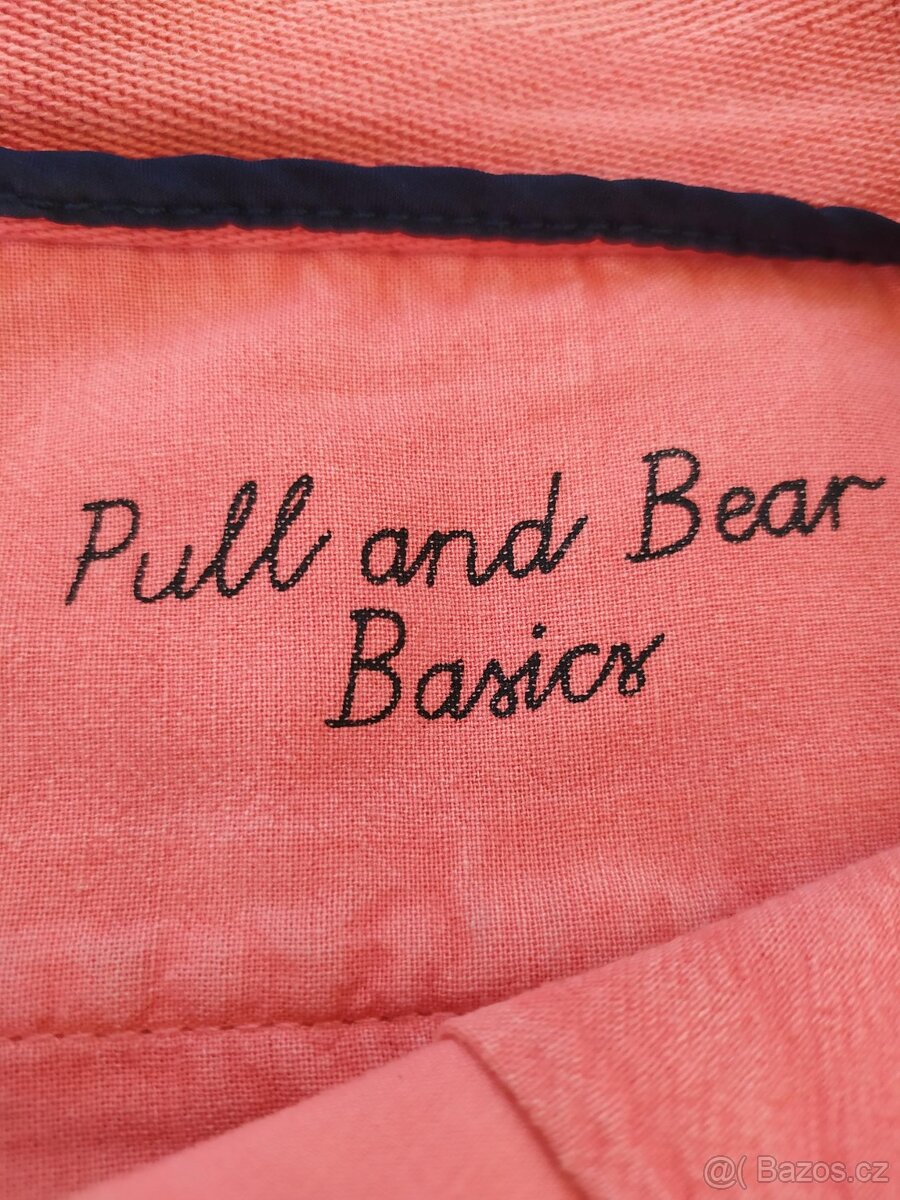 Pull and Bear
Basics
@( Bazos.cz